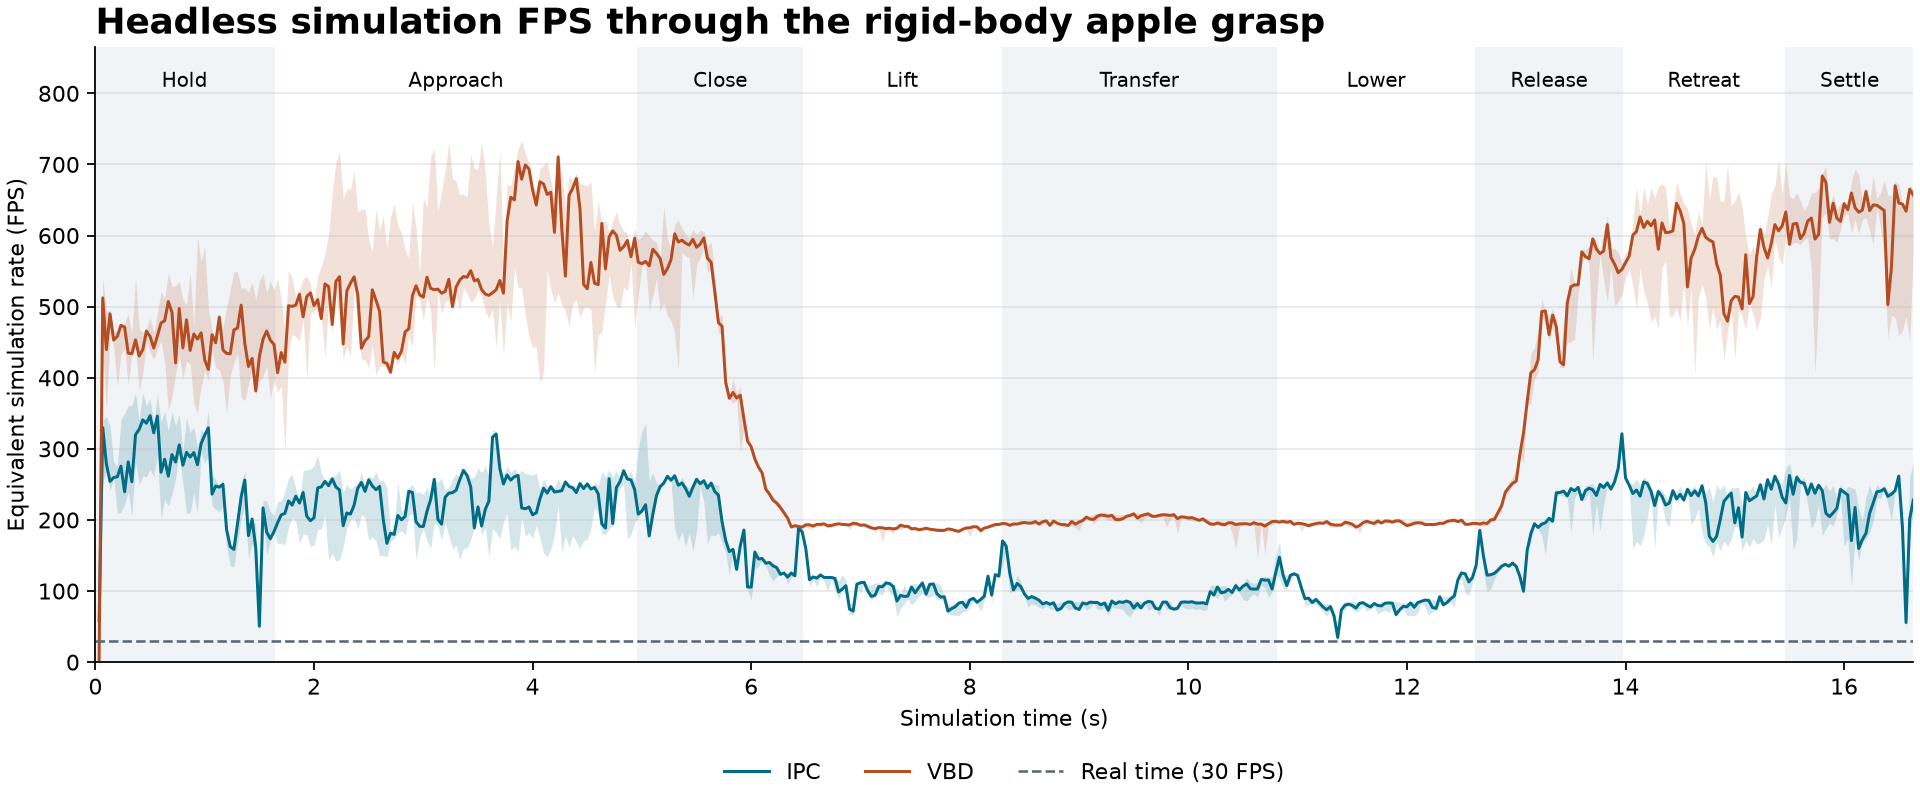 Headless simulation FPS through the rigid-body apple grasp
Hold Approach Close Lift Transfer Lower Release Retreat Settle
Equivalent simulation rate (FPS)
800
700
600
500
400
300
200
100
0
0 2 4 6 8 10 12 14 16
Simulation time (s)
IPC VBD Real time (30 FPS)